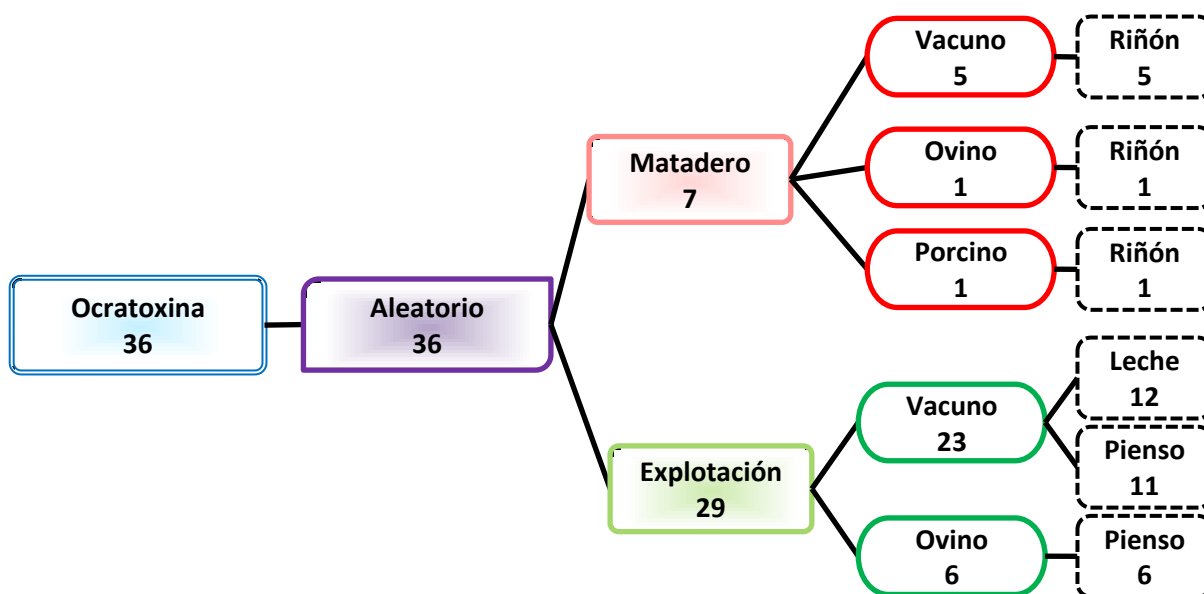 Ocratoxina
36
Aleatorio
36
Matadero
7
Vacuno
5
Riñón
5
Ovino
1
Riñón
1
Porcino
1
Riñón
1
Explotación
29
Vacuno
23
Leche
12
Pienso
11
Ovino
6
Pienso
6